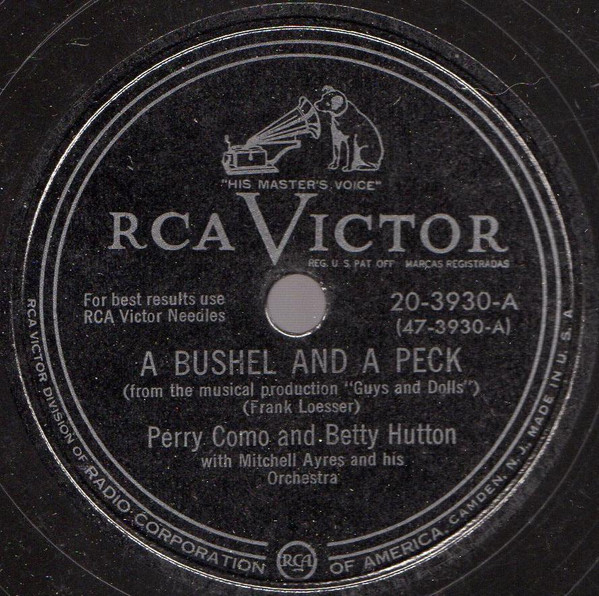 "HIS MASTER'S VOICE"
RCA VICTOR
REG. U. S. PAT. OFF. MARCAS REGISTRADAS
For best results use
RCA Victor Needles
20-3930-A
(47-3930-A)
A BUSHEL AND A PECK
(from the musical production "Guys and Dolls")
(Frank Loesser)
Perry Como and Betty Hutton
with Mitchell Ayres and his
Orchestra
RCA VICTOR DIVISION OF RADIO CORPORATION RCA OF AMERICA, CAMDEN, N. J. MADE IN U. S. A.